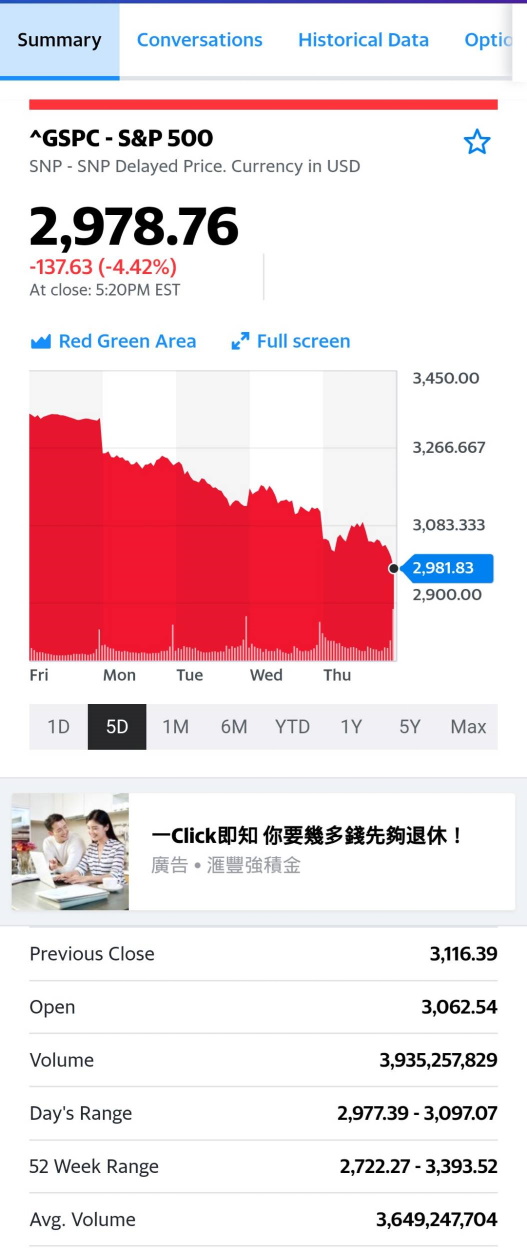 Summary
Conversations
Historical Data
Optio
^GSPC - S&P 500
SNP - SNP Delayed Price. Currency in USD
2,978.76
-137.63 (-4.42%)
At close: 5:20PM EST
Red Green Area
Full screen
3,450.00
3,266.667
3,083.333
2,981.83
2,900.00
Fri Mon Tue Wed Thu
1D 5D 1M 6M YTD 1Y 5Y Max
一Click即知 你要幾多錢先夠退休！
廣告 • 滙豐強積金
Previous Close 3,116.39
Open 3,062.54
Volume 3,935,257,829
Day's Range 2,977.39 - 3,097.07
52 Week Range 2,722.27 - 3,393.52
Avg. Volume 3,649,247,704